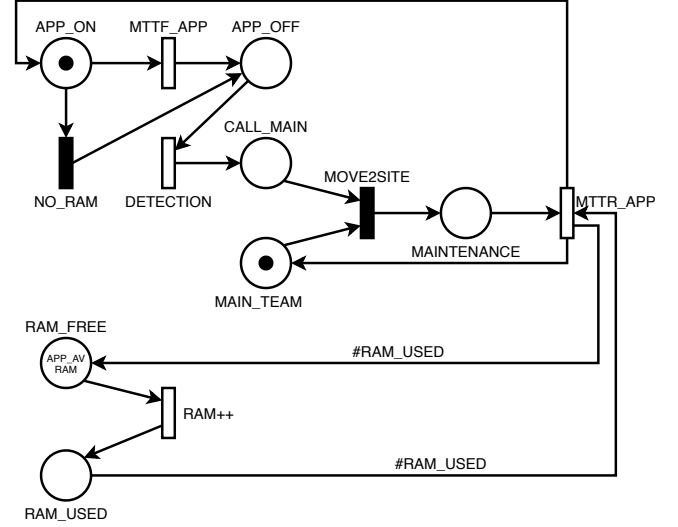 APP_ON
MTTF_APP
APP_OFF
CALL_MAIN
MOVE2SITE
NO_RAM
DETECTION
MTTR_APP
MAINTENANCE
MAIN_TEAM
RAM_FREE
#RAM_USED
APP_AV
RAM
RAM++
#RAM_USED
RAM_USED